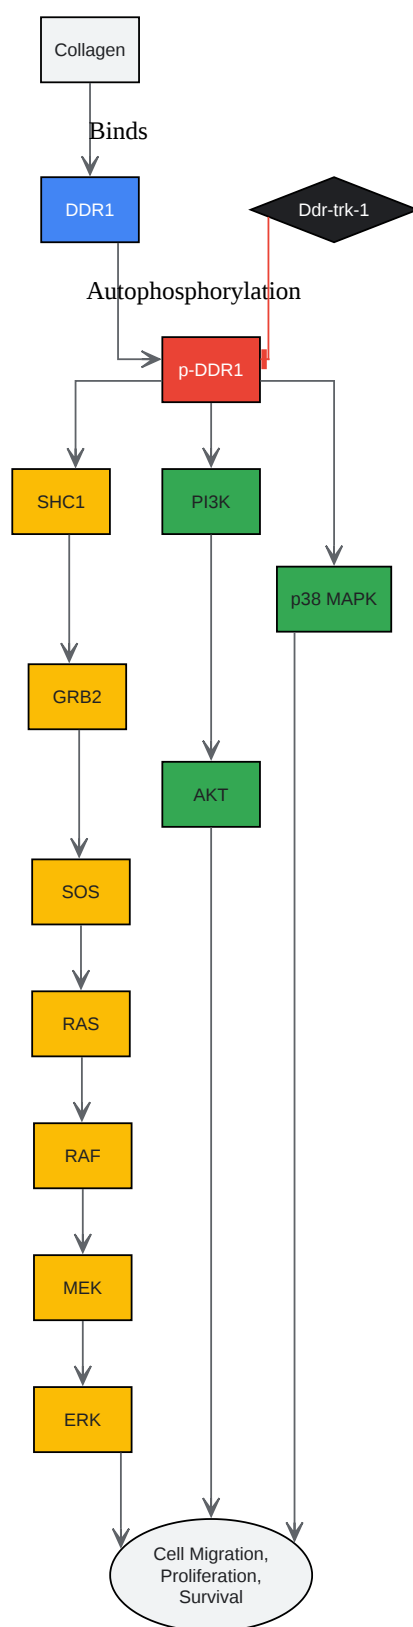 Collagen
Binds
DDR1
Ddr-trk-1
Autophosphorylation
p-DDR1
SHC1
PI3K
p38 MAPK
GRB2
AKT
SOS
RAS
RAF
MEK
ERK
Cell Migration,
Proliferation,
Survival